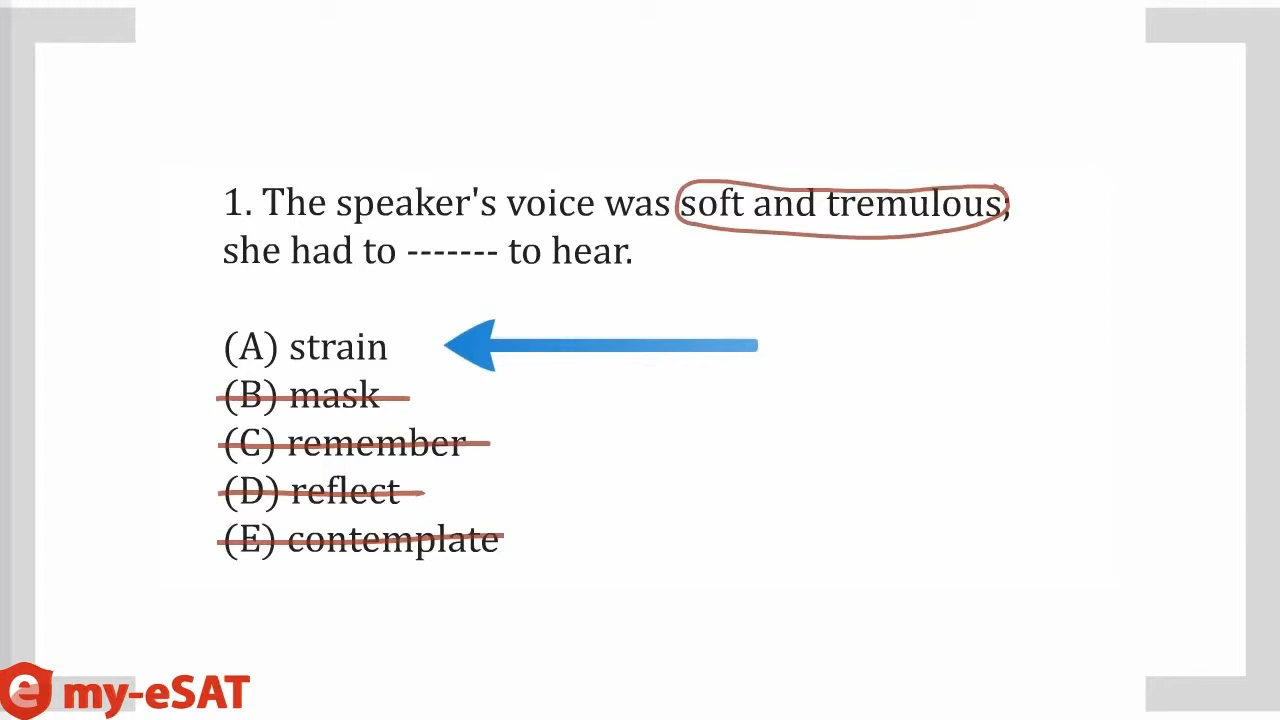 1. The speaker's voice was soft and tremulous;
she had to ------- to hear.
(A) strain
(B) mask
(C) remember
(D) reflect
(E) contemplate
e my-eSAT